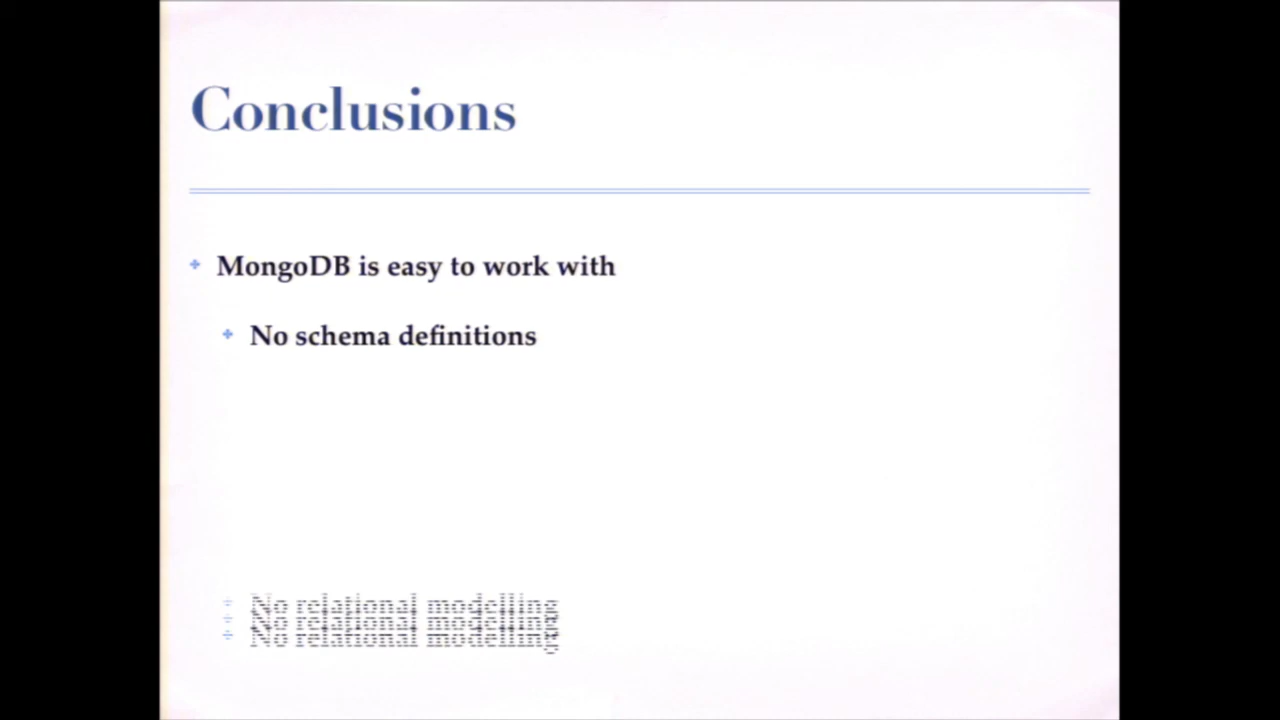 Conclusions
MongoDB is easy to work with
No schema definitions
No relational modelling